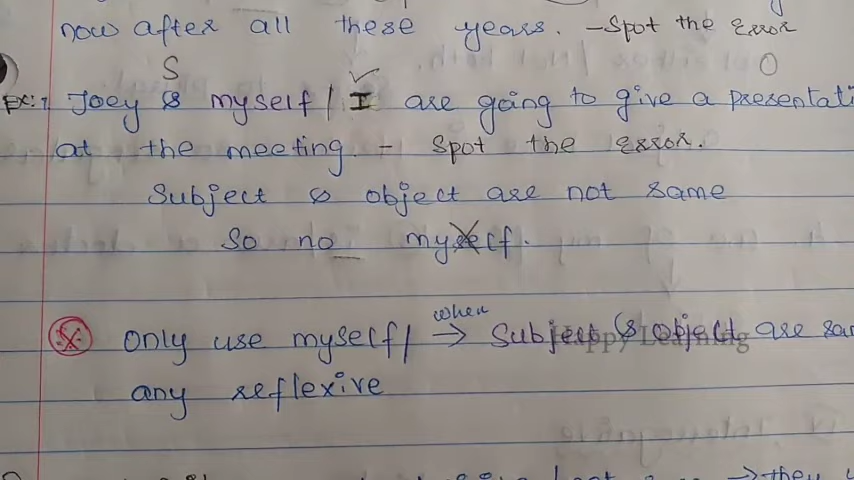 now after all these years. - Spot the Error
S O
Ex: 1 Joey & myself / I are going to give a presentati
at the meeting. - Spot the Error.
Subject & object are not same
So no myself.
when
only use myself / → Subject & object are sa
any reflexive
Happy Learning